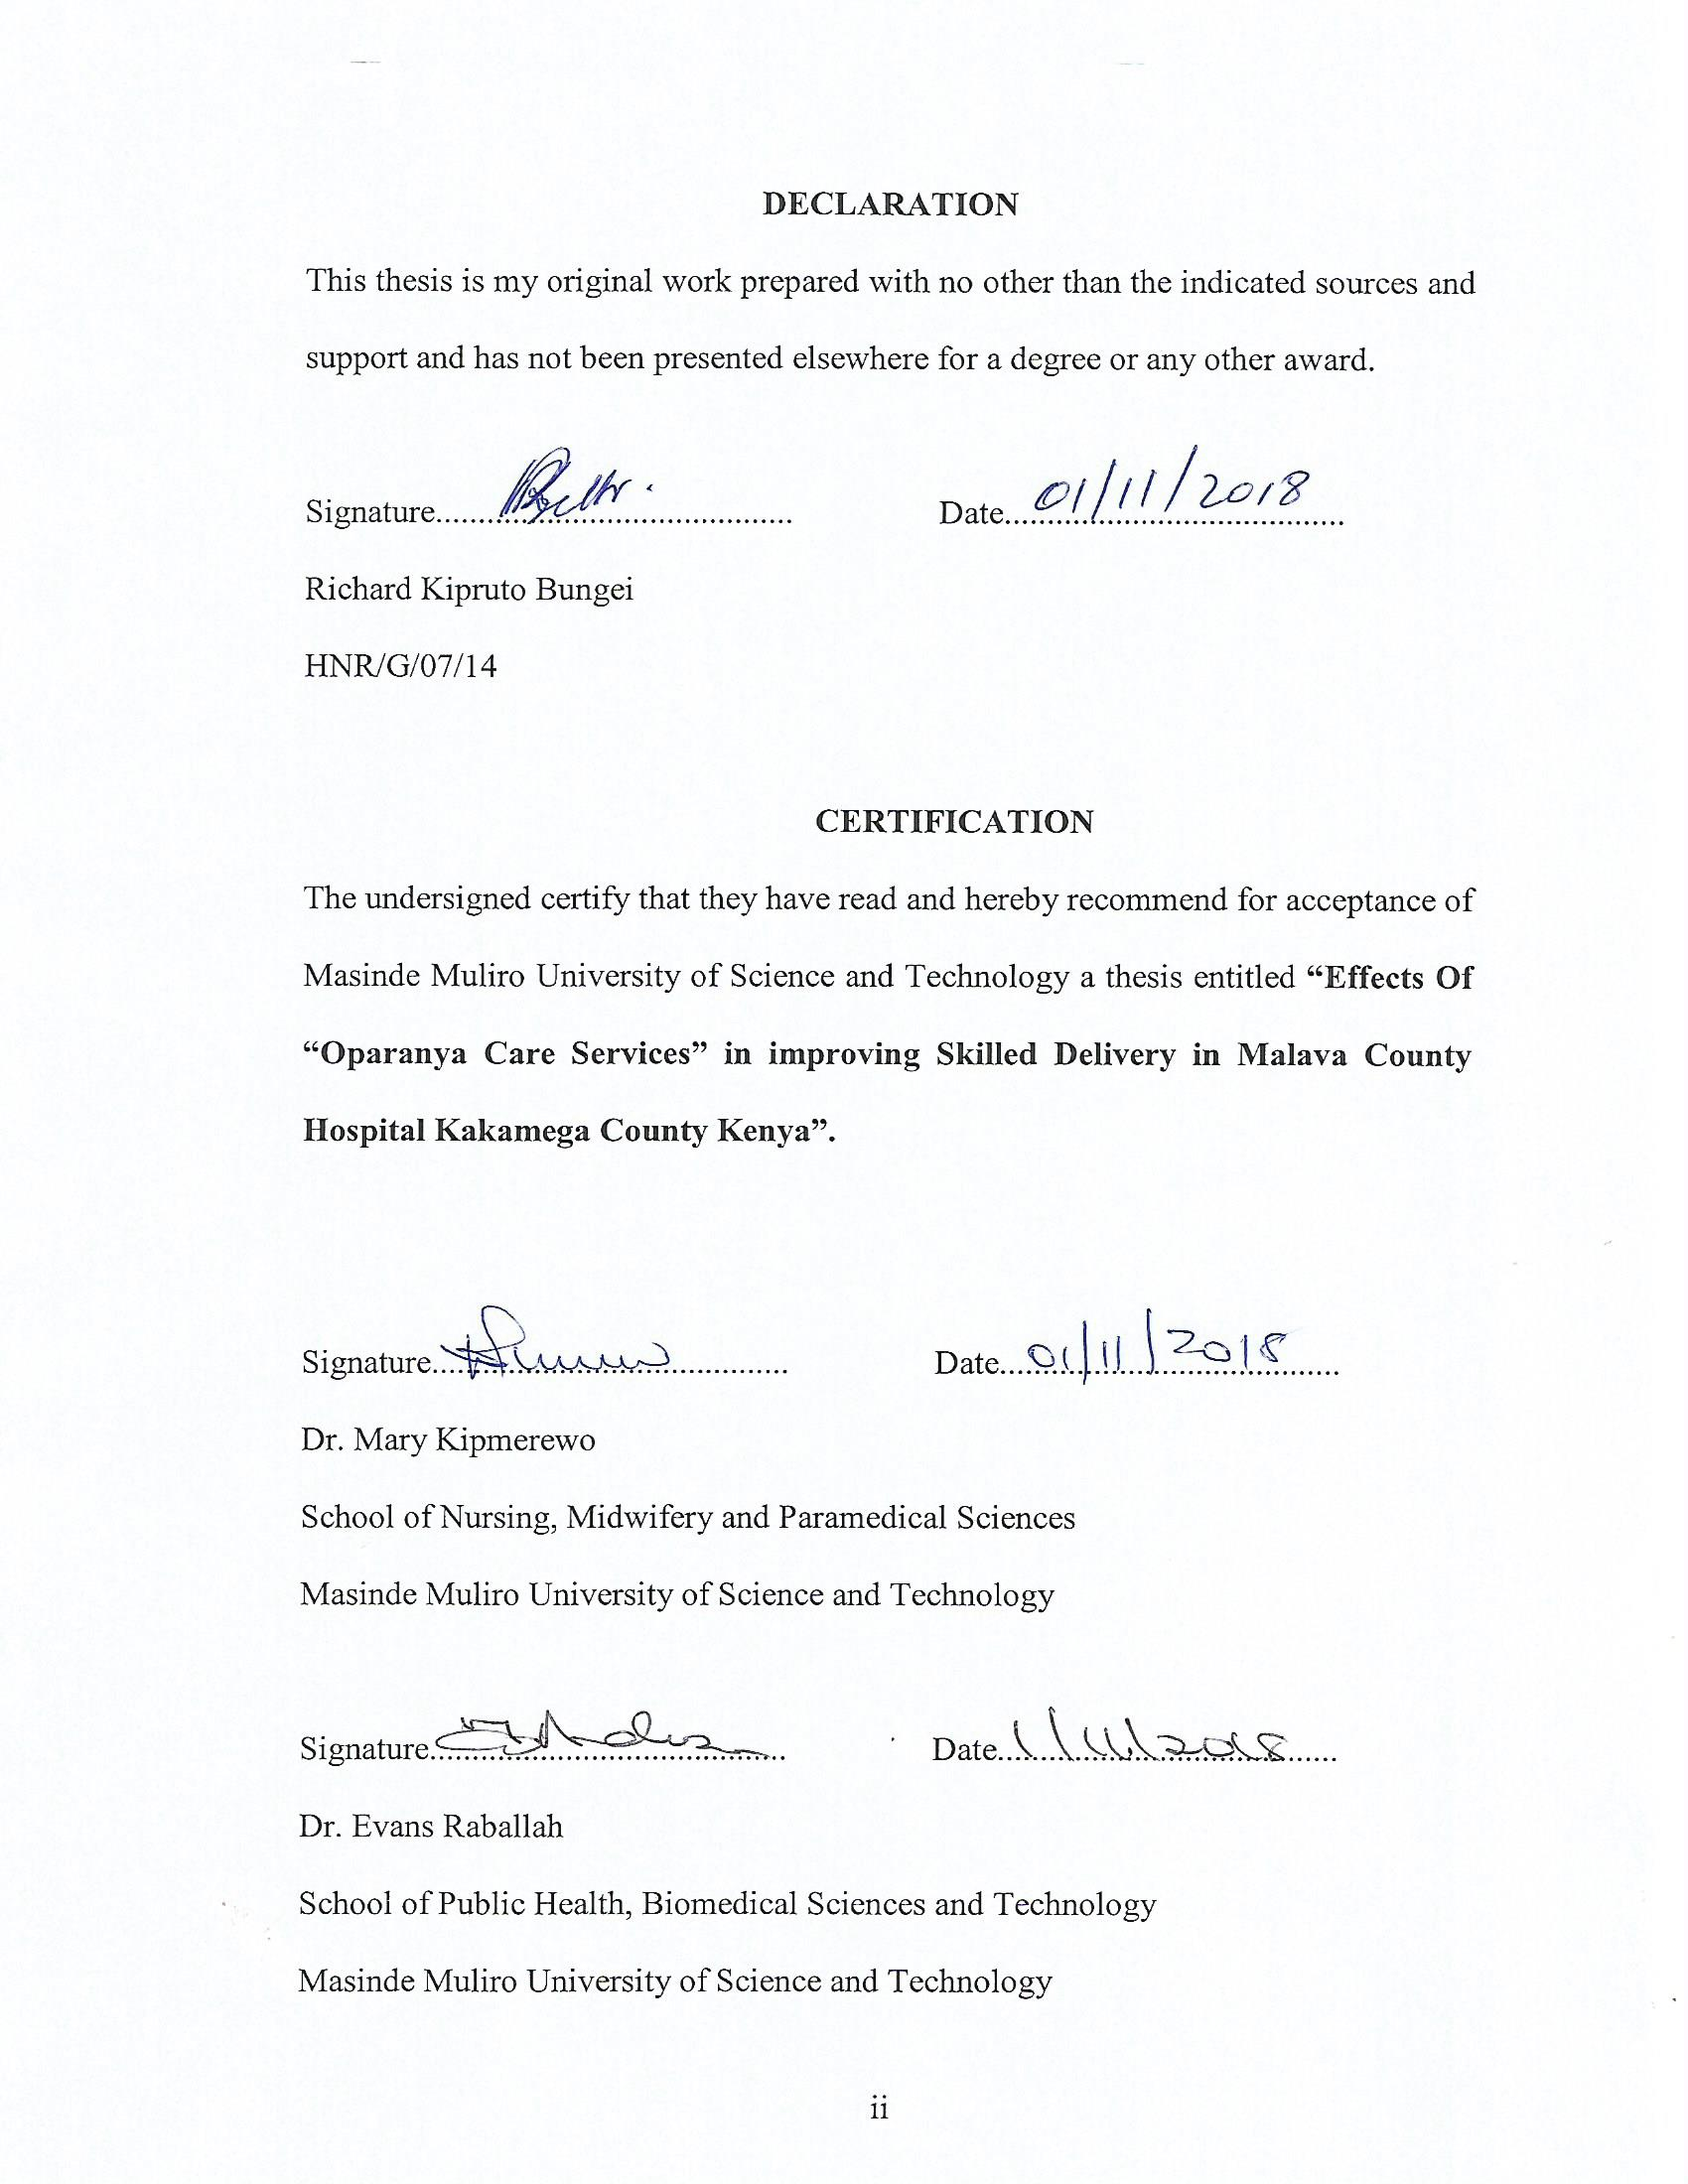 DECLARATION
This thesis is my original work prepared with no other than the indicated sources and
support and has not been presented elsewhere for a degree or any other award.
Signature.......................................... Date 01/11/2018
Richard Kipruto Bungei
HNR/G/07/14
CERTIFICATION
The undersigned certify that they have read and hereby recommend for acceptance of
Masinde Muliro University of Science and Technology a thesis entitled “Effects Of
“Oparanya Care Services” in improving Skilled Delivery in Malava County
Hospital Kakamega County Kenya”.
Signature.......................................... Date 01/11/2018
Dr. Mary Kipmerewo
School of Nursing, Midwifery and Paramedical Sciences
Masinde Muliro University of Science and Technology
Signature.......................................... Date 1/11/2018
Dr. Evans Raballah
School of Public Health, Biomedical Sciences and Technology
Masinde Muliro University of Science and Technology
ii